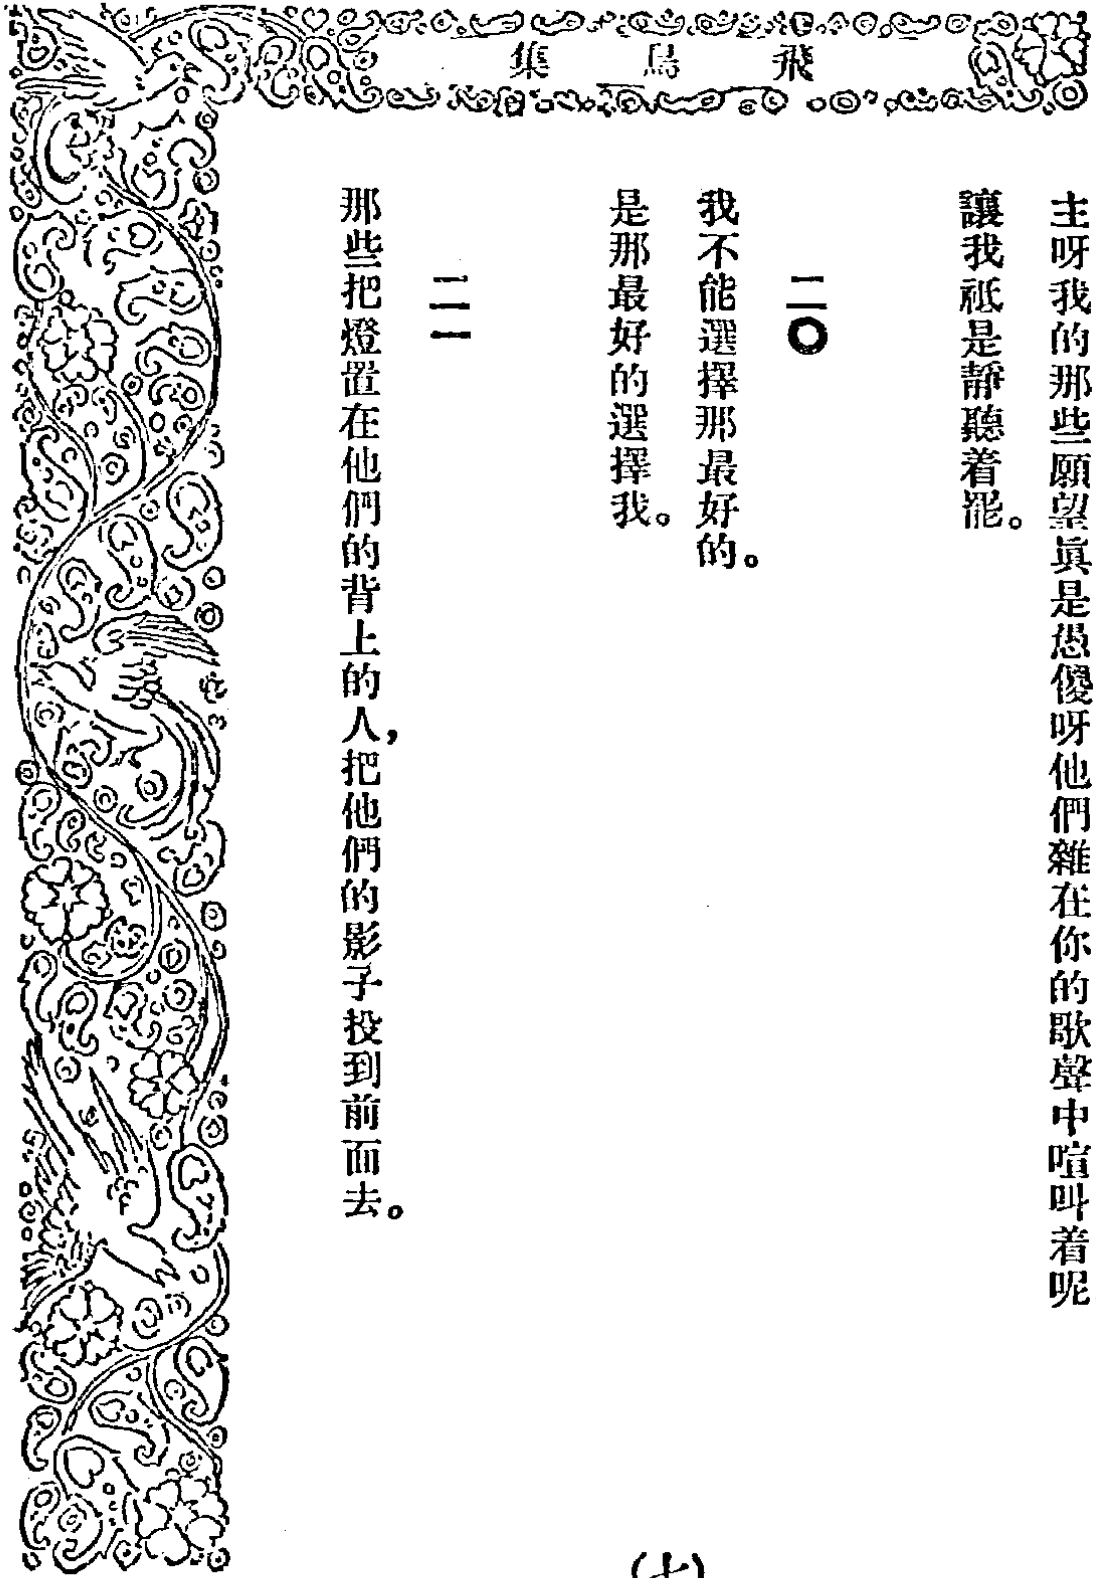 飛鳥集
主呀我的那些願望眞是愚傻呀他們雜在你的歌聲中喧叫着呢
讓我祗是靜聽着罷。
二〇
我不能選擇那最好的。
是那最好的選擇我。
二一
那些把燈置在他們的背上的人,把他們的影子投到前面去。
(七)